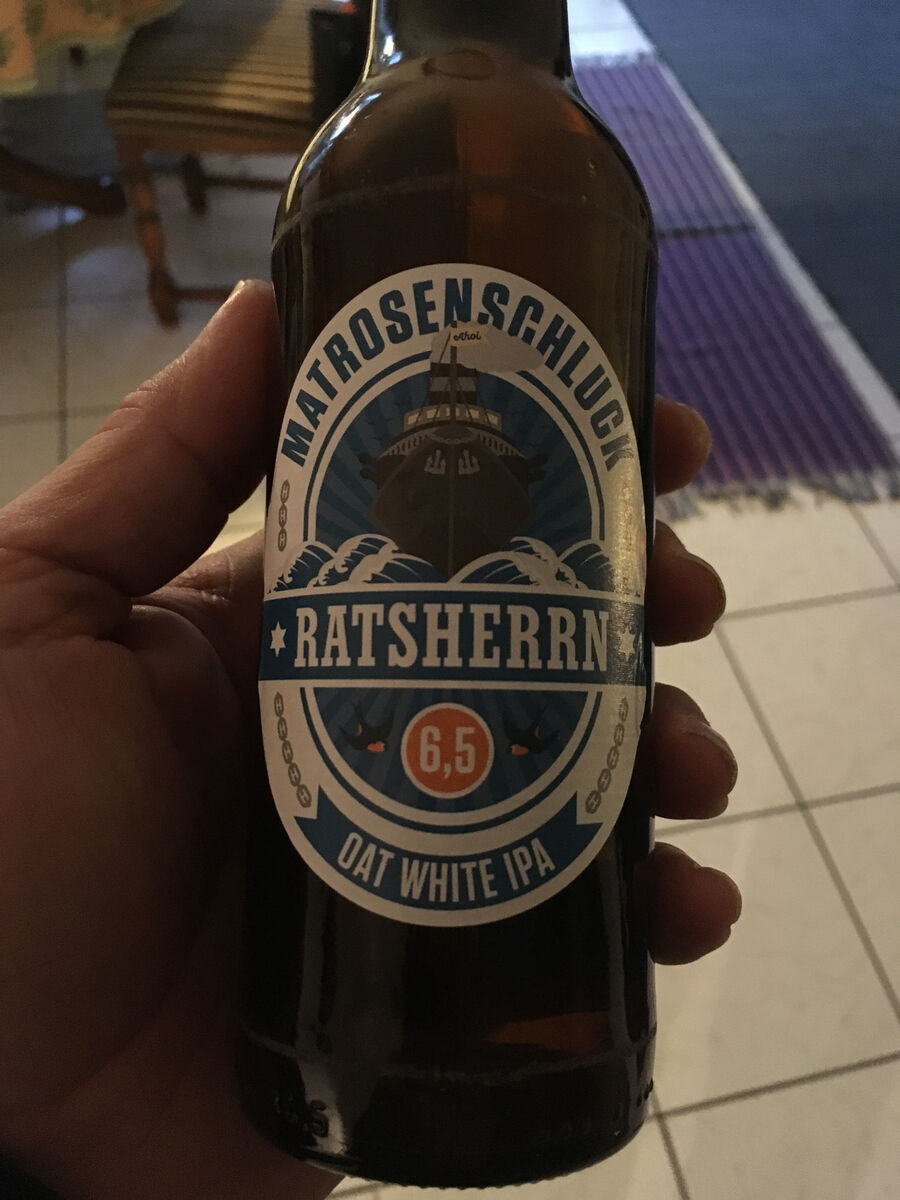 MATROSENSCHLUCK
Ahoi
RATSHERRN
6,5
OAT WHITE IPA